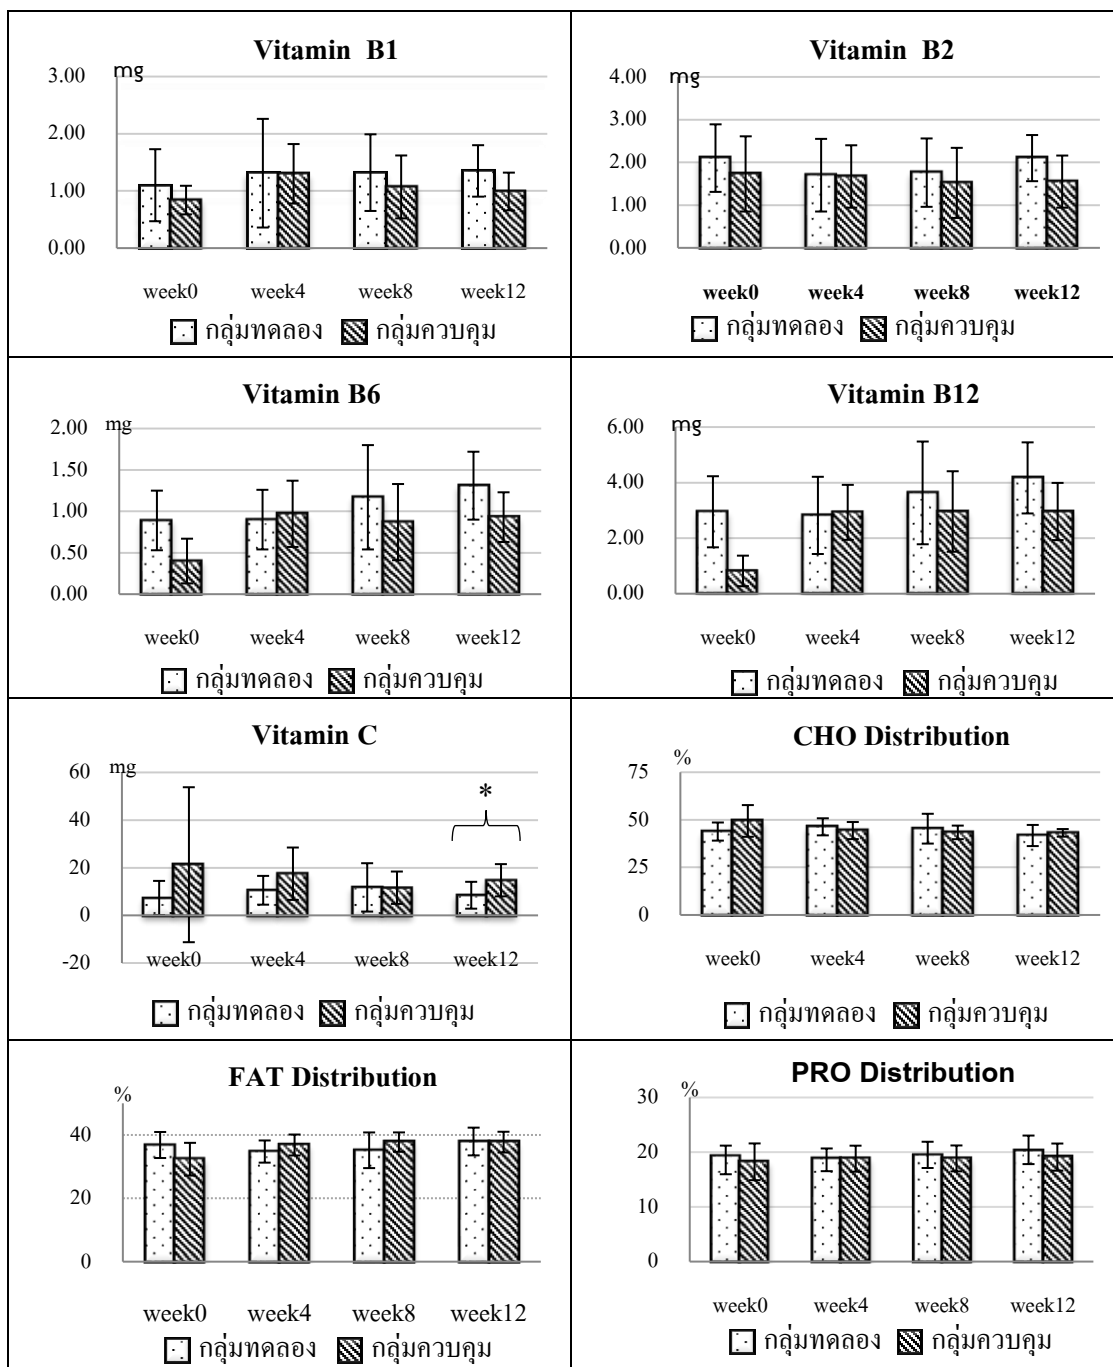 Vitamin B1
mg
3.00
2.00
1.00
0.00
week0 week4 week8 week12
กลุ่มทดลอง กลุ่มควบคุม
Vitamin B2
mg
4.00
3.00
2.00
1.00
0.00
week0 week4 week8 week12
กลุ่มทดลอง กลุ่มควบคุม
Vitamin B6
mg
2.00
1.50
1.00
0.50
0.00
week0 week4 week8 week12
กลุ่มทดลอง กลุ่มควบคุม
Vitamin B12
mg
6.00
4.00
2.00
0.00
week0 week4 week8 week12
กลุ่มทดลอง กลุ่มควบคุม
Vitamin C
mg
60
40
*
20
0
-20
week0 week4 week8 week12
กลุ่มทดลอง กลุ่มควบคุม
CHO Distribution
%
75
50
25
0
week0 week4 week8 week12
กลุ่มทดลอง กลุ่มควบคุม
FAT Distribution
%
40
20
0
week0 week4 week8 week12
กลุ่มทดลอง กลุ่มควบคุม
PRO Distribution
%
30
20
10
0
week0 week4 week8 week12
กลุ่มทดลอง กลุ่มควบคุม